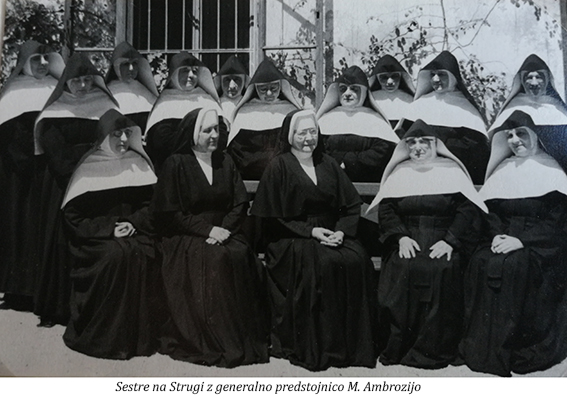 Sestre na Strugi z generalno predstojnico M. Ambrozijo